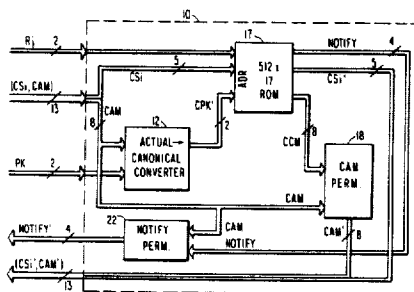 10
Rj 2
17
NOTIFY 4
(CSi, CAM) 5
CSi
13
ADR
512 x
17
ROM
5
CSi'
8 CAM
CPK'
12
ACTUAL→
CANONICAL
CONVERTER
2
CCM 8
18
CAM
PERM.
PK 2
CAM
NOTIFY' 4
22
NOTIFY
PERM.
CAM
NOTIFY
CAM' 8
(CSi', CAM')
13